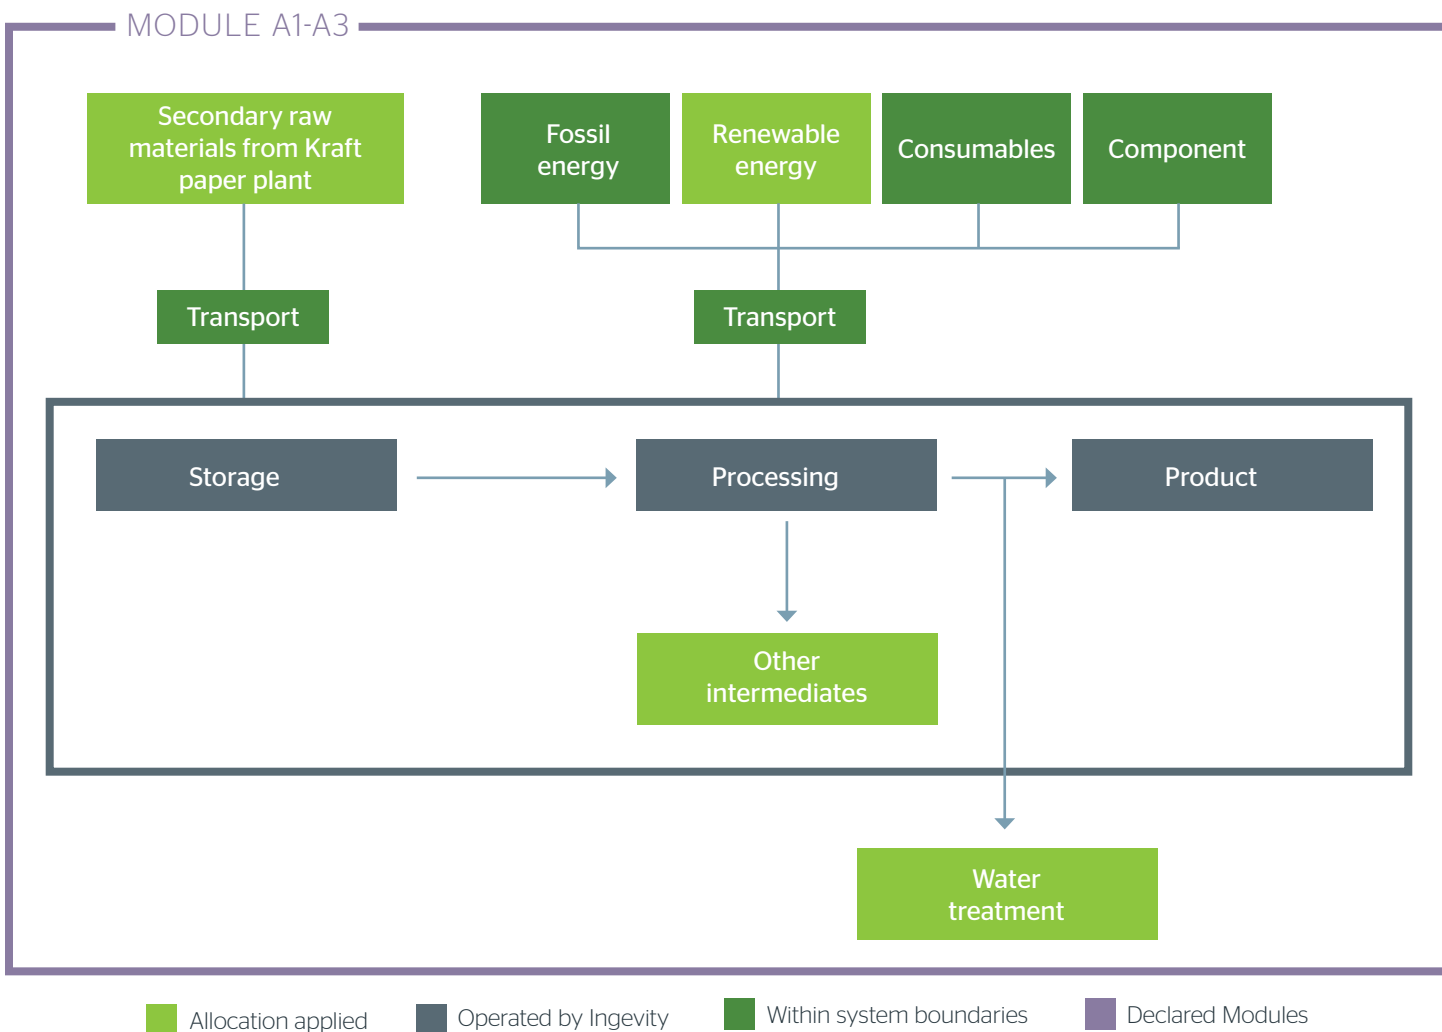 MODULE A1-A3
Secondary raw
materials from Kraft
paper plant
Fossil
energy
Renewable
energy
Consumables
Component
Transport
Transport
Storage
Processing
Product
Other
intermediates
Water
treatment
Allocation applied
Operated by Ingevity
Within system boundaries
Declared Modules